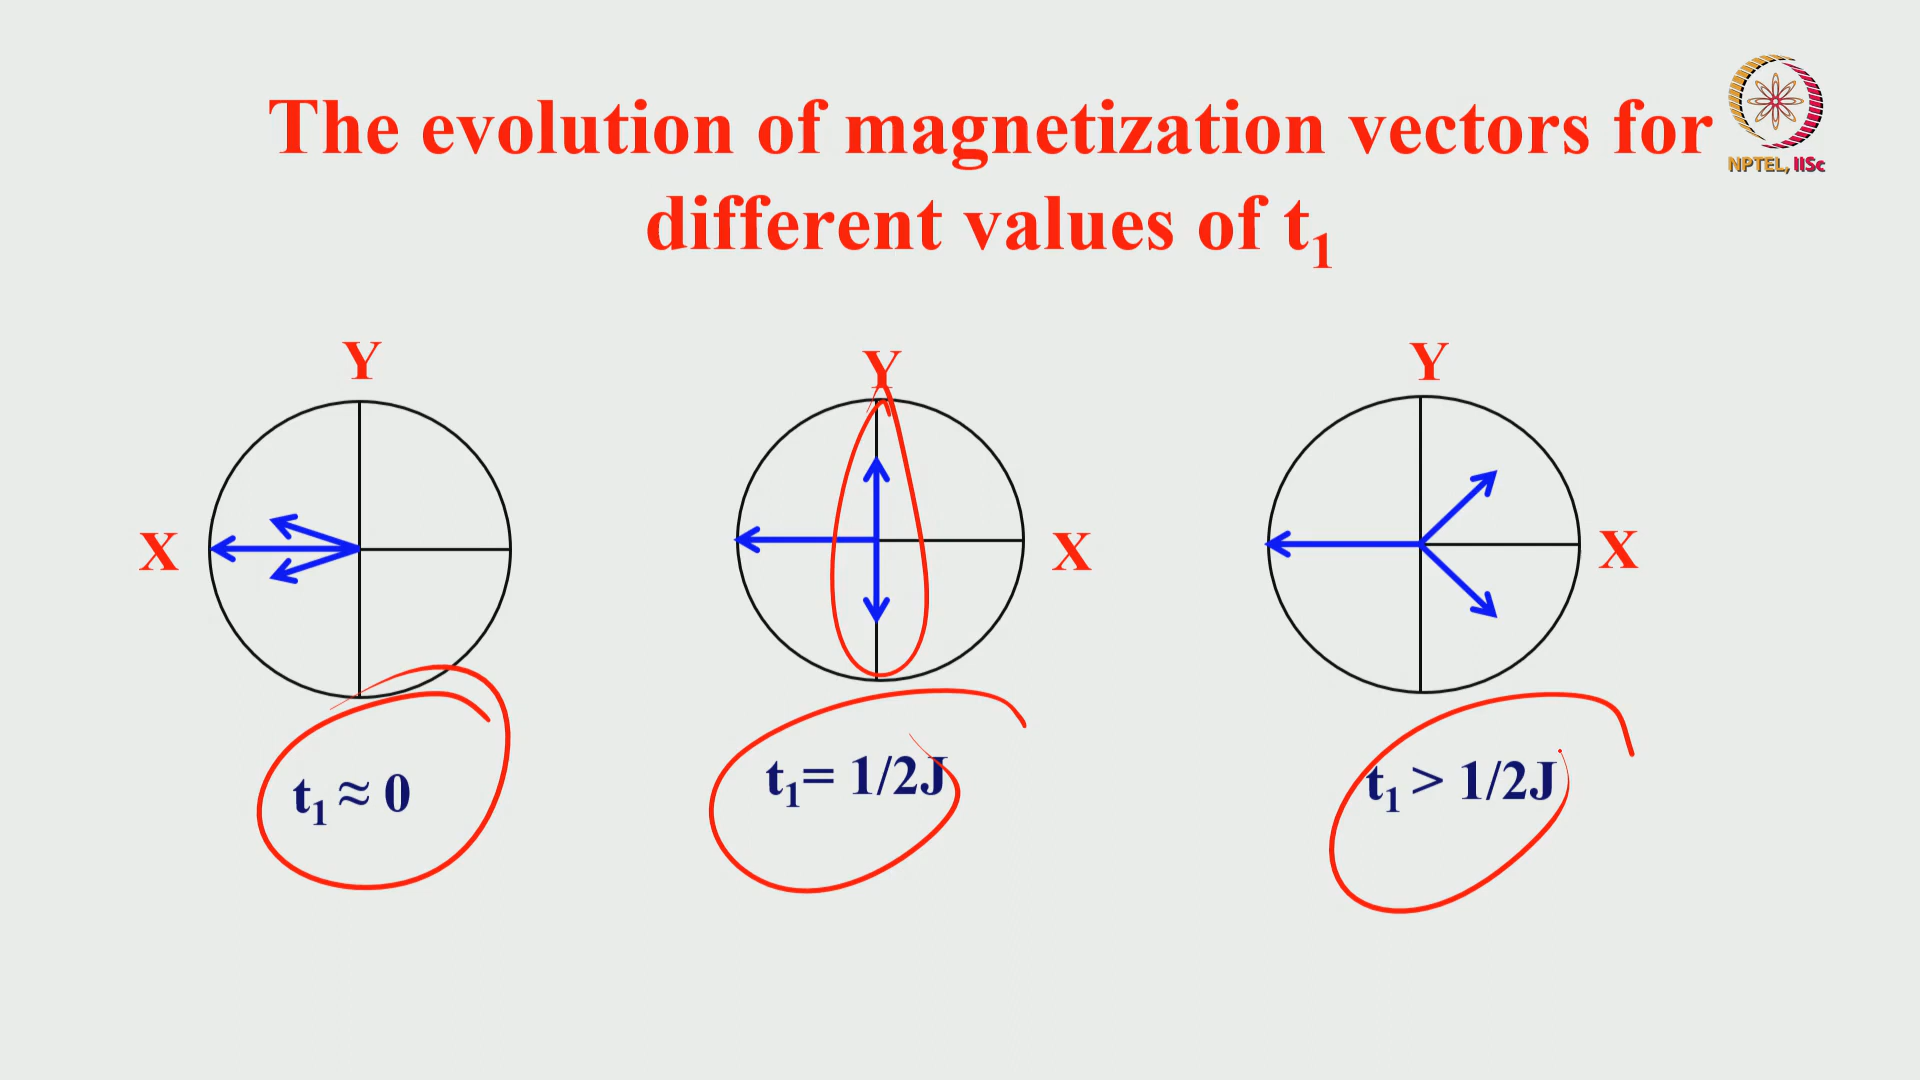 The evolution of magnetization vectors for
different values of t₁
NPTEL, IISc
Y
Y
Y
X
X
X
t₁ ≈ 0
t₁= 1/2J
t₁ > 1/2J